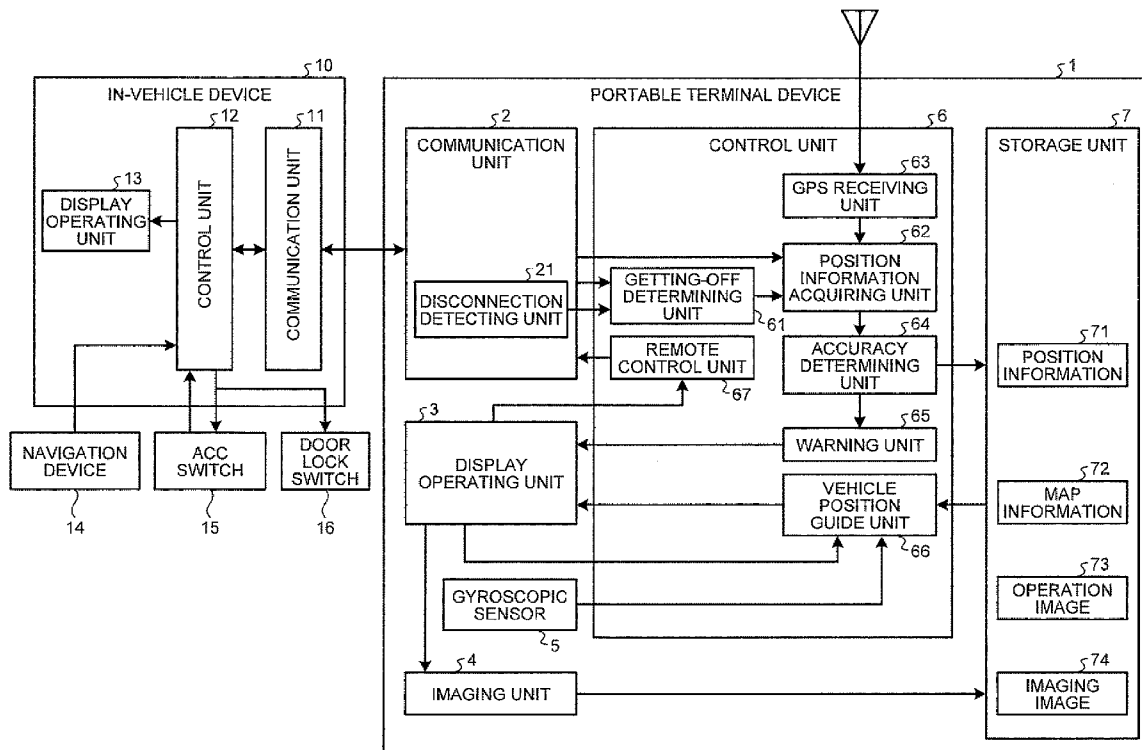 10
IN-VEHICLE DEVICE
12
11
13
DISPLAY
OPERATING
UNIT
CONTROL UNIT
COMMUNICATION UNIT
NAVIGATION
DEVICE
14
ACC
SWITCH
15
DOOR
LOCK
SWITCH
16
1
PORTABLE TERMINAL DEVICE
2
COMMUNICATION
UNIT
21
DISCONNECTION
DETECTING UNIT
3
DISPLAY
OPERATING UNIT
GYROSCOPIC
SENSOR
5
4
IMAGING UNIT
6
CONTROL UNIT
63
GPS RECEIVING
UNIT
62
POSITION
INFORMATION
ACQUIRING UNIT
GETTING-OFF
DETERMINING
UNIT
61
64
ACCURACY
DETERMINING
UNIT
REMOTE
CONTROL UNIT
67
65
WARNING UNIT
VEHICLE
POSITION
GUIDE UNIT
66
7
STORAGE UNIT
71
POSITION
INFORMATION
72
MAP
INFORMATION
73
OPERATION
IMAGE
74
IMAGING
IMAGE